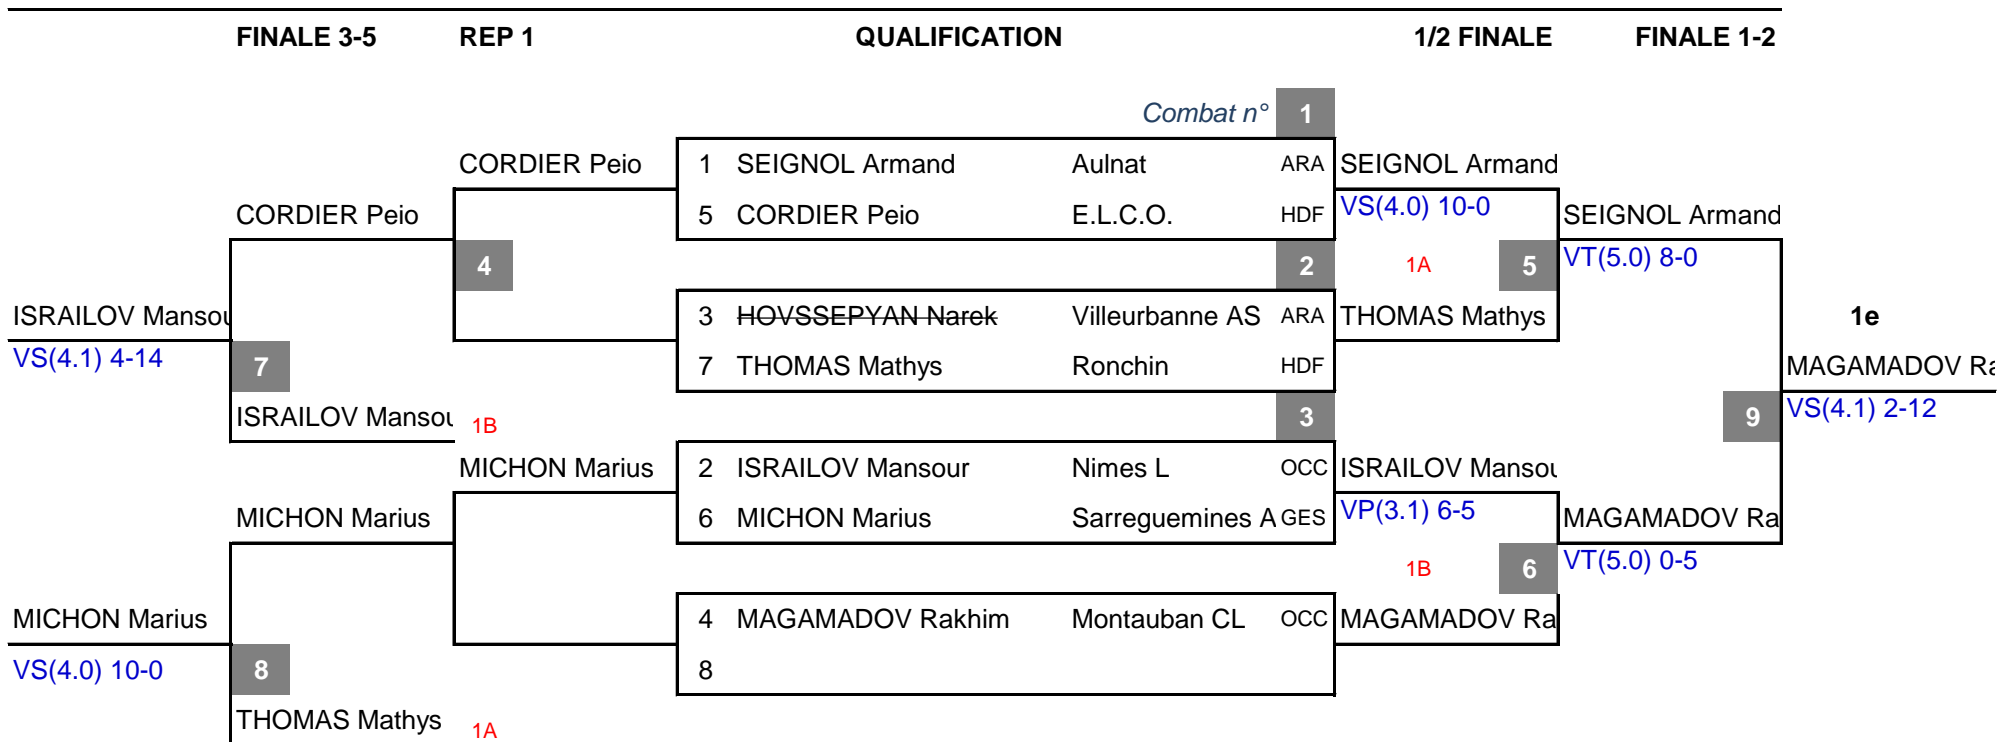 FINALE 3-5 REP 1 QUALIFICATION 1/2 FINALE FINALE 1-2
Combat n° 1
CORDIER Peio 1 SEIGNOL Armand Aulnat ARA SEIGNOL Armand
CORDIER Peio 5 CORDIER Peio E.L.C.O. HDF VS(4.0) 10-0 SEIGNOL Armand
4 2 1A 5 VT(5.0) 8-0
ISRAILOV Mansou 3 HOVSSEPYAN Narek Villeurbanne AS ARA THOMAS Mathys 1e
VS(4.1) 4-14 7 7 THOMAS Mathys Ronchin HDF MAGAMADOV Ra
ISRAILOV Mansou 1B 3 9 VS(4.1) 2-12
MICHON Marius 2 ISRAILOV Mansour Nimes L OCC ISRAILOV Mansou
MICHON Marius 6 MICHON Marius Sarreguemines A GES VP(3.1) 6-5 MAGAMADOV Ra
1B 6 VT(5.0) 0-5
MICHON Marius 4 MAGAMADOV Rakhim Montauban CL OCC MAGAMADOV Ra
VS(4.0) 10-0 8 8
THOMAS Mathys 1A